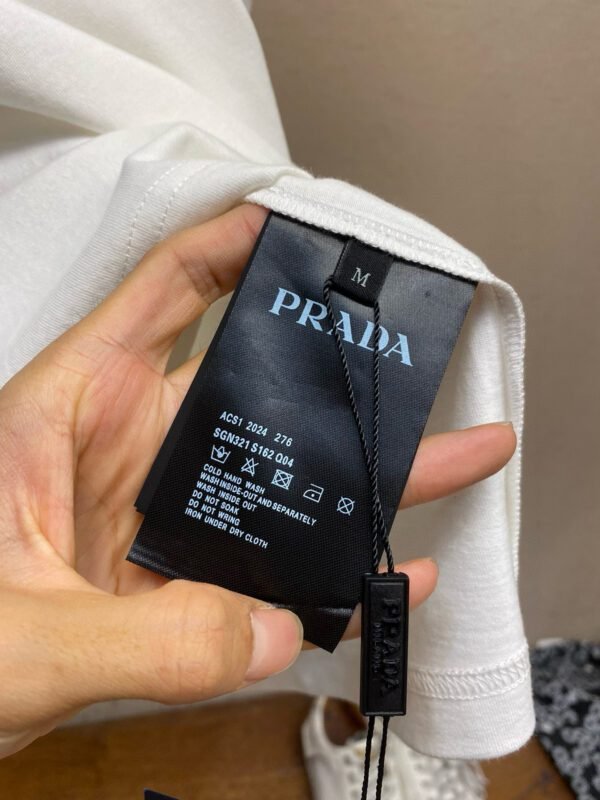 M
PRADA
ACS1 2024 276
SGN321 S162 Q04
COLD HAND WASH
WASH INSIDE-OUT AND SEPARATELY
WASH INSIDE OUT
DO NOT SOAK
DO NOT WRING
IRON UNDER DRY CLOTH
PRADA